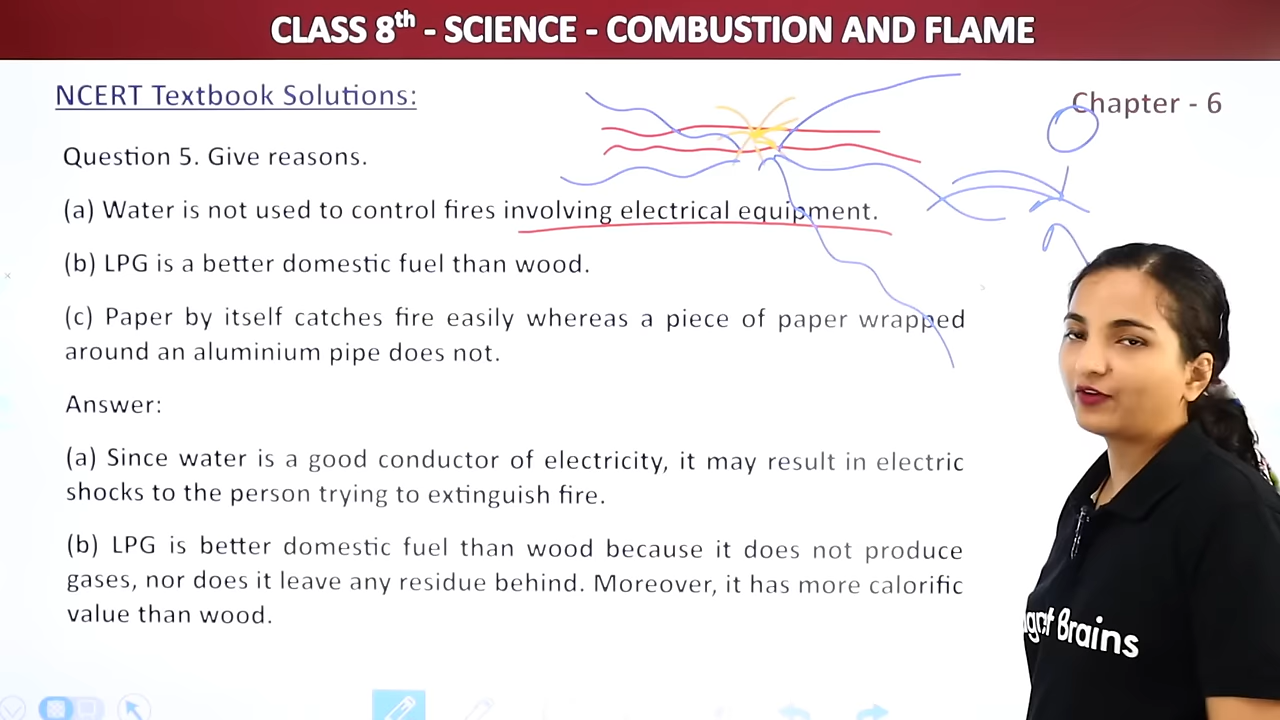 CLASS 8th - SCIENCE - COMBUSTION AND FLAME
NCERT Textbook Solutions:
Chapter - 6
Question 5. Give reasons.
(a) Water is not used to control fires involving electrical equipment.
(b) LPG is a better domestic fuel than wood.
(c) Paper by itself catches fire easily whereas a piece of paper wrapped
around an aluminium pipe does not.
Answer:
(a) Since water is a good conductor of electricity, it may result in electric
shocks to the person trying to extinguish fire.
(b) LPG is better domestic fuel than wood because it does not produce
gases, nor does it leave any residue behind. Moreover, it has more calorific
value than wood.
Brains